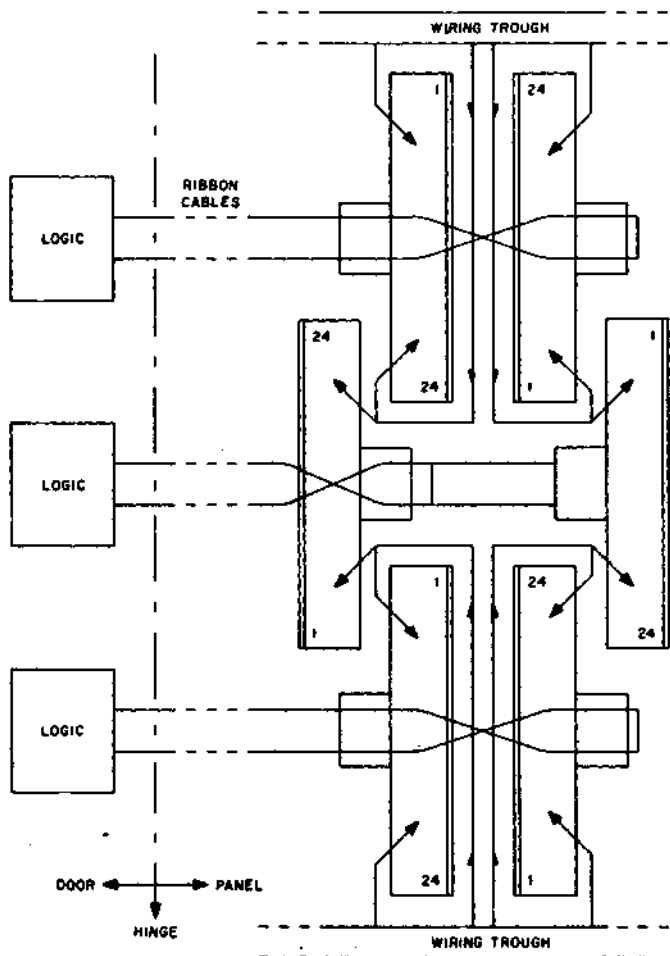 WIRING TROUGH
1
24
RIBBON
CABLES
LOGIC
24
1
24
1
LOGIC
1
24
1
24
LOGIC
24
1
DOOR
PANEL
HINGE
WIRING TROUGH